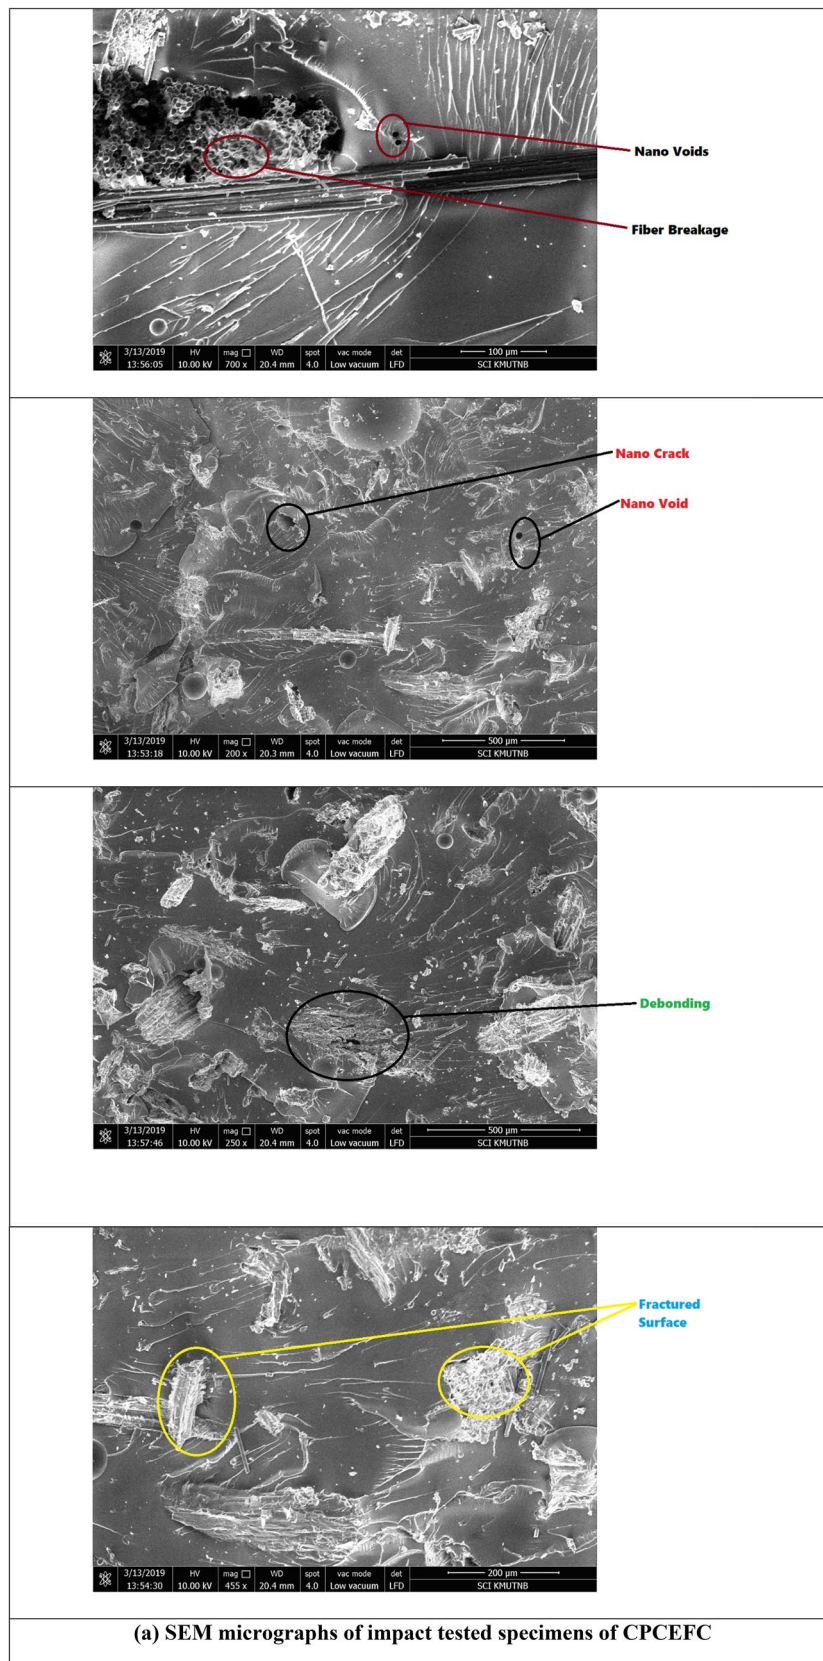 Nano Voids
Fiber Breakage
3/13/2019 HV mag WD spot vac mode det 100 µm
13:56:05 10.00 kV 700 x 20.4 mm 4.0 Low vacuum LFD SCI KMUTNB
Nano Crack
Nano Void
3/13/2019 HV mag WD spot vac mode det 500 µm
13:53:18 10.00 kV 200 x 20.3 mm 4.0 Low vacuum LFD SCI KMUTNB
Debonding
3/13/2019 HV mag WD spot vac mode det 500 µm
13:57:46 10.00 kV 250 x 20.4 mm 4.0 Low vacuum LFD SCI KMUTNB
Fractured
Surface
3/13/2019 HV mag WD spot vac mode det 200 µm
13:54:30 10.00 kV 455 x 20.4 mm 4.0 Low vacuum LFD SCI KMUTNB
(a) SEM micrographs of impact tested specimens of CPCEFC